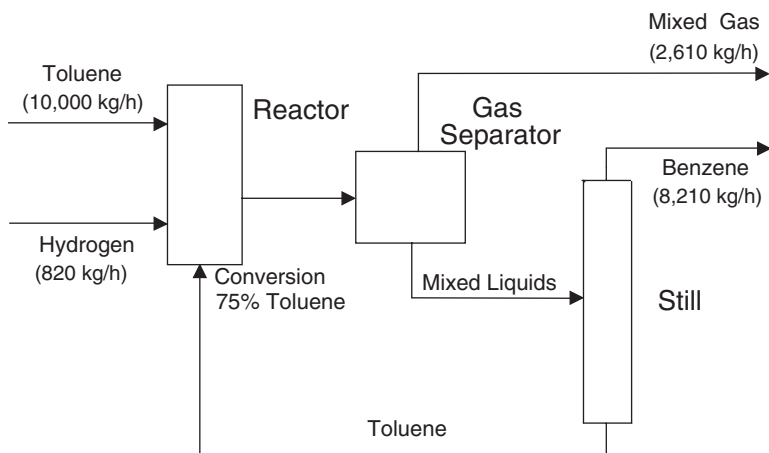 Mixed Gas
(2,610 kg/h)
Toluene
(10,000 kg/h)
Reactor
Gas
Separator
Benzene
(8,210 kg/h)
Hydrogen
(820 kg/h)
Conversion
75% Toluene
Mixed Liquids
Still
Toluene